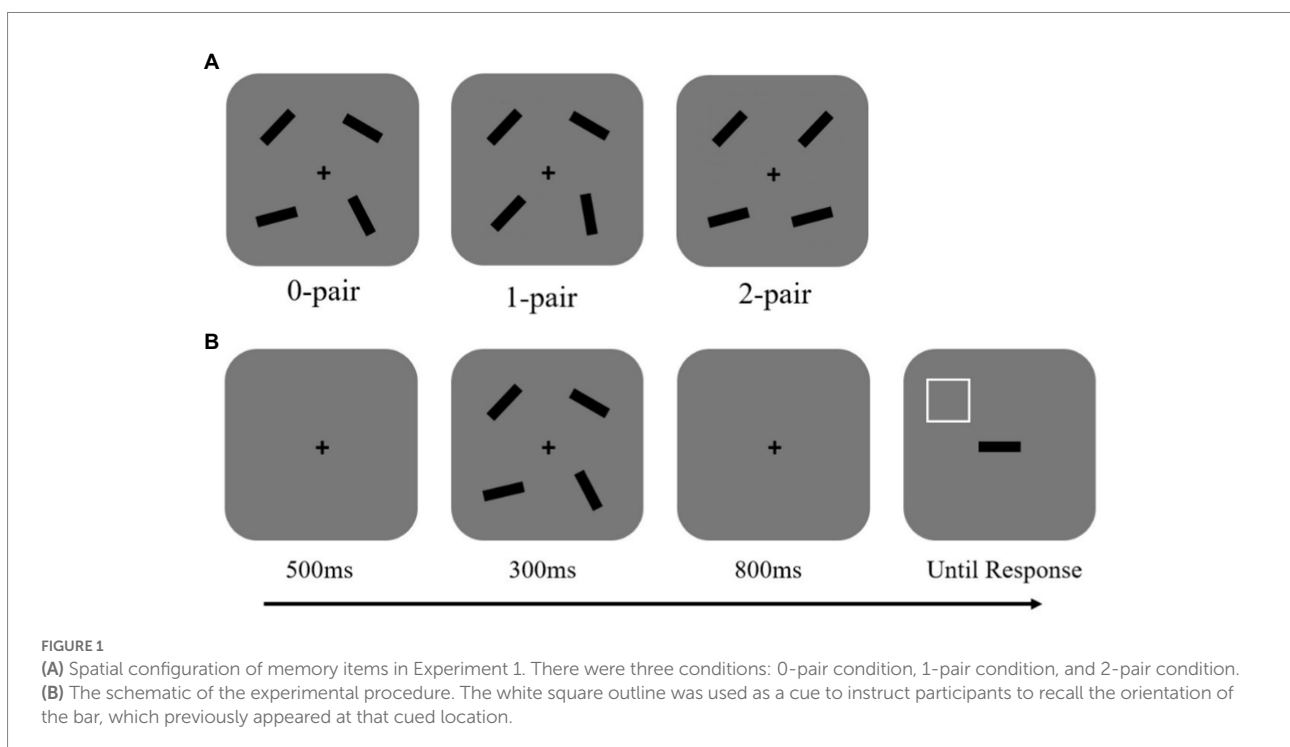 A
0-pair
1-pair
2-pair
B
500ms
300ms
800ms
Until Response
FIGURE 1
(A) Spatial configuration of memory items in Experiment 1. There were three conditions: 0-pair condition, 1-pair condition, and 2-pair condition.
(B) The schematic of the experimental procedure. The white square outline was used as a cue to instruct participants to recall the orientation of
the bar, which previously appeared at that cued location.